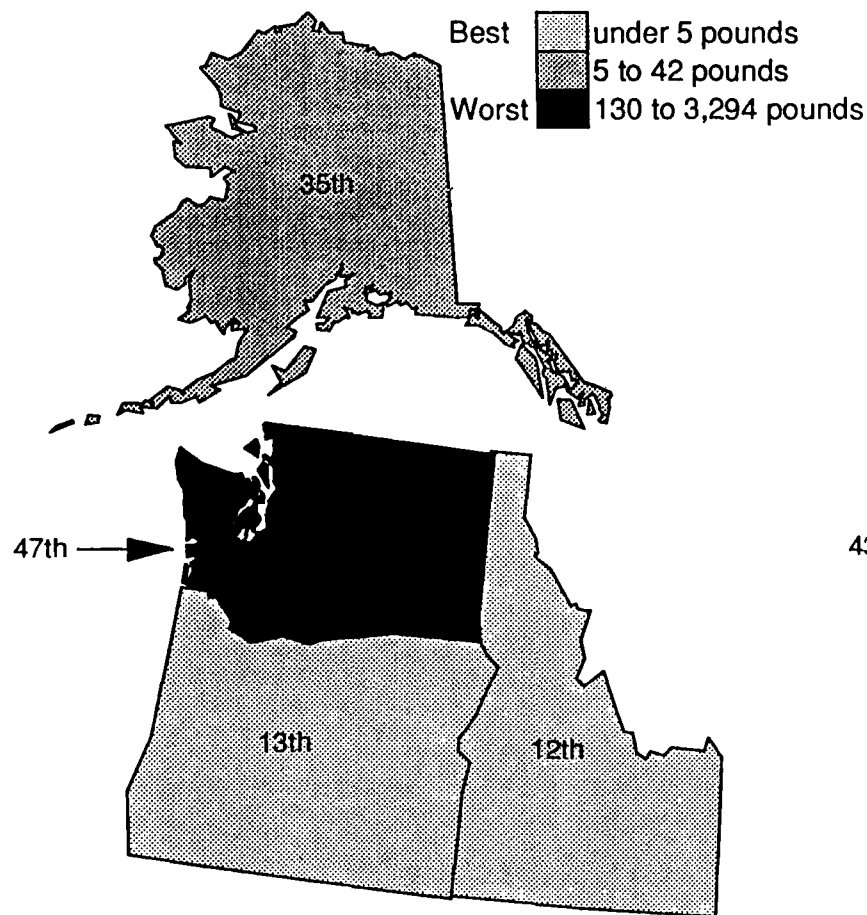 Best under 5 pounds
5 to 42 pounds
Worst 130 to 3,294 pounds
35th
47th
13th
12th